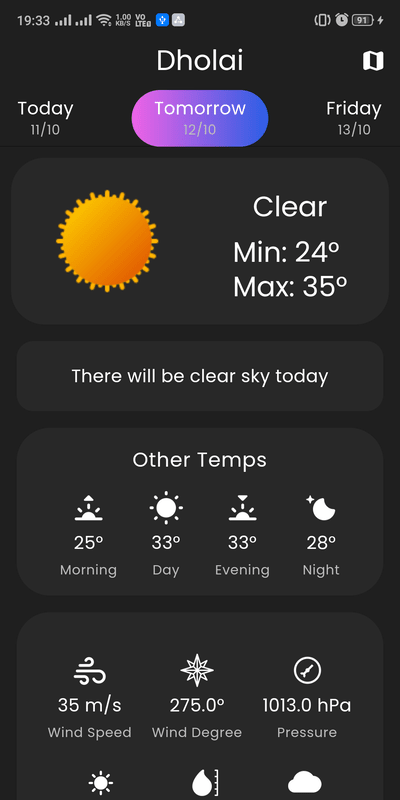 19:33 1.00 KB/S VO LTE 91
Dholai
Today Tomorrow Friday
11/10 12/10 13/10
Clear
Min: 24°
Max: 35°
There will be clear sky today
Other Temps
25° 33° 33° 28°
Morning Day Evening Night
35 m/s 275.0° 1013.0 hPa
Wind Speed Wind Degree Pressure